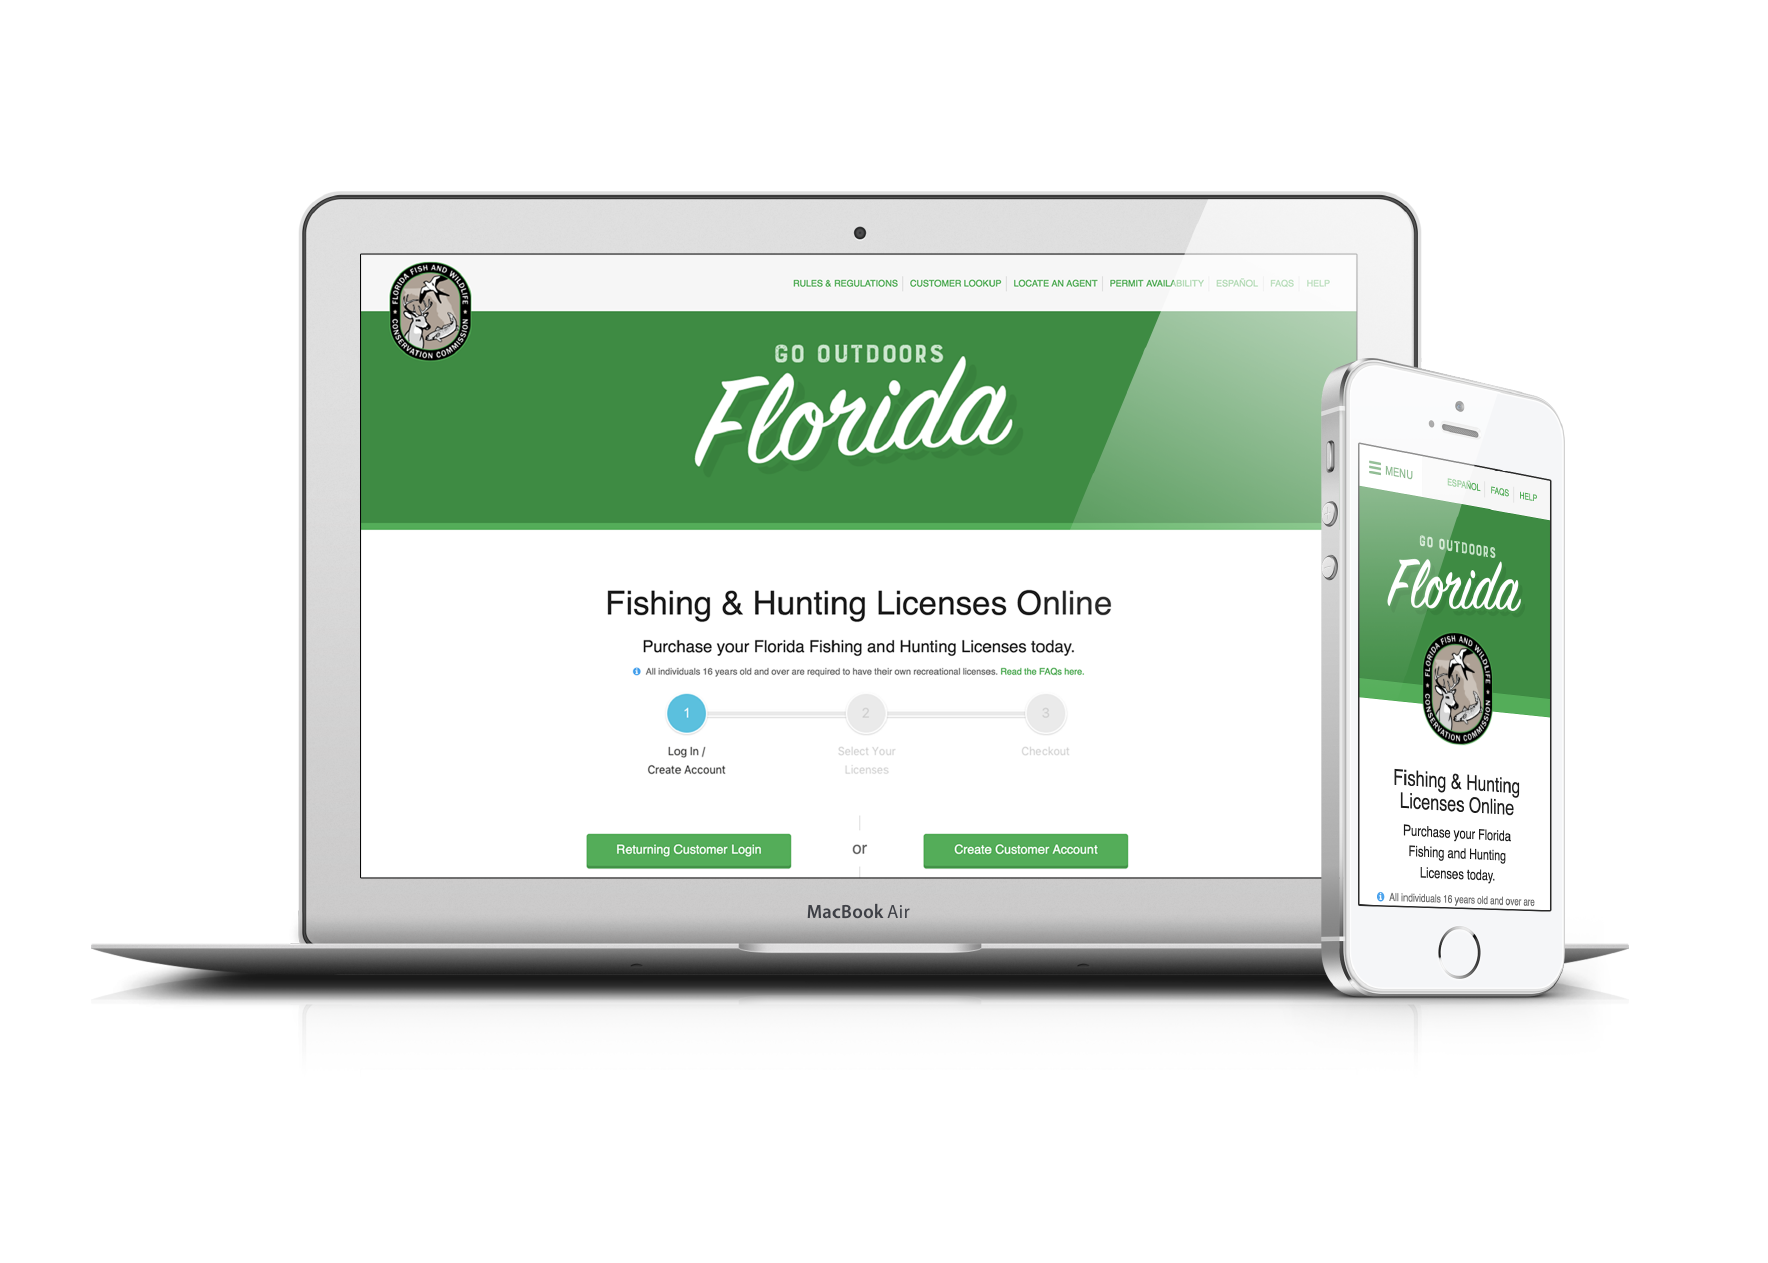 FLORIDA FISH AND WILDLIFE
CONSERVATION COMMISSION
RULES & REGULATIONS
CUSTOMER LOOKUP
LOCATE AN AGENT
PERMIT AVAILABILITY
ESPAÑOL
FAQS
HELP
GO OUTDOORS
Florida
Fishing & Hunting Licenses Online
Purchase your Florida Fishing and Hunting Licenses today.
All individuals 16 years old and over are required to have their own recreational licenses. Read the FAQs here.
1
2
3
Log In /
Create Account
Select Your
Licenses
Checkout
Returning Customer Login
or
Create Customer Account
MacBook Air
MENU
ESPAÑOL
FAQS
HELP
GO OUTDOORS
Florida
FLORIDA FISH AND WILDLIFE
CONSERVATION COMMISSION
Fishing & Hunting
Licenses Online
Purchase your Florida
Fishing and Hunting
Licenses today.
All individuals 16 years old and over are